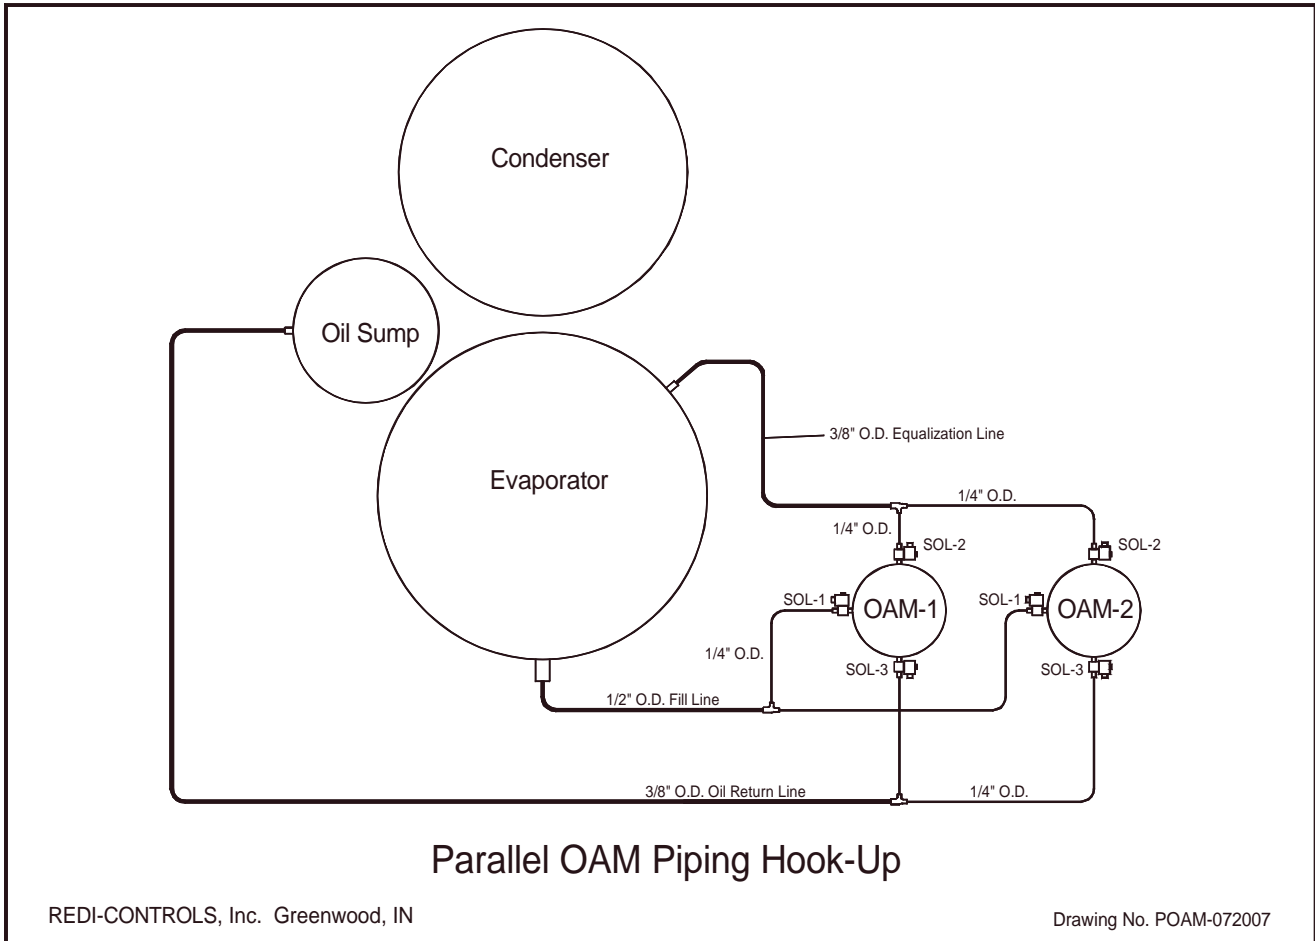 Condenser
Oil Sump
Evaporator
3/8" O.D. Equalization Line
1/4" O.D.
1/4" O.D.
SOL-2
SOL-2
SOL-1
OAM-1
SOL-1
OAM-2
1/4" O.D.
SOL-3
SOL-3
1/2" O.D. Fill Line
3/8" O.D. Oil Return Line
1/4" O.D.
Parallel OAM Piping Hook-Up
REDI-CONTROLS, Inc. Greenwood, IN
Drawing No. POAM-072007